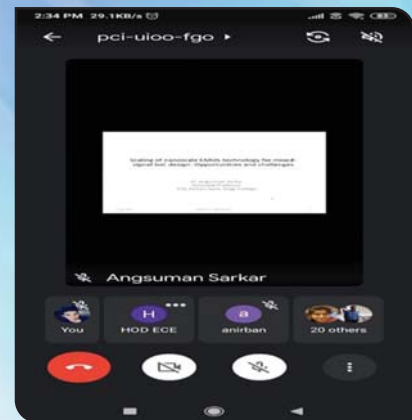 2:34 PM 29.1KB/s
pci-uioo-fgo
Scaling of nanoscale CMOS technology for mixed-
signal SoC design: Opportunities and challenges
Angsuman Sarkar
H
a
You
HOD ECE
anirban
20 others